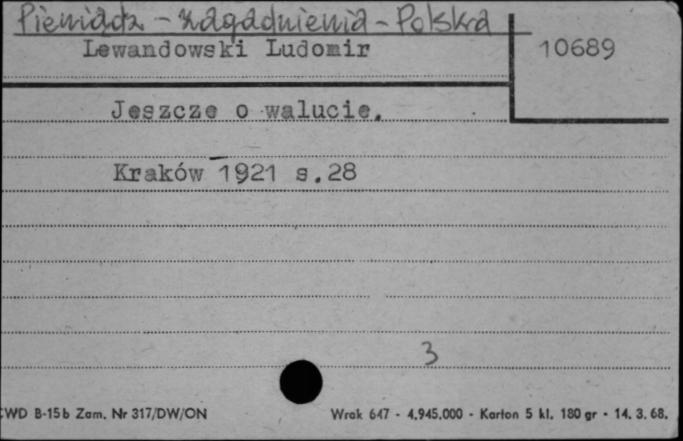 Pieniądz - zagadnienia - Polska
Lewandowski Ludomir
10689
Jeszcze o walucie.
Kraków 1921 s.28
3
CWD B-15b Zam. Nr 317/DW/ON
Wrak 647 - 4.945.000 - Karton 5 kl. 180 gr - 14. 3. 68.